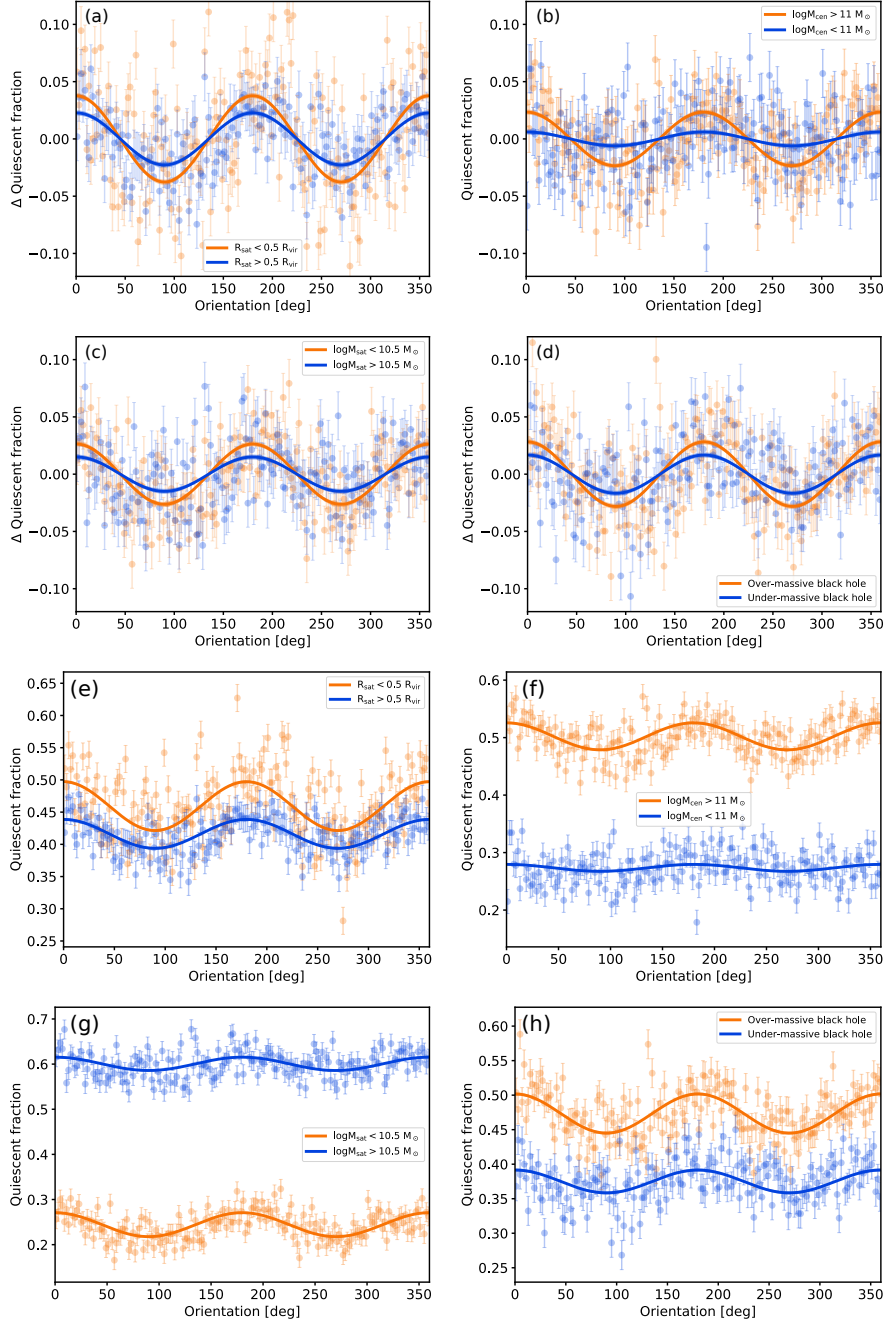 (a)
Δ Quiescent fraction
0.10
0.05
0.00
−0.05
−0.10
R_sat < 0.5 R_vir
R_sat > 0.5 R_vir
0 50 100 150 200 250 300 350
Orientation [deg]
(b)
Quiescent fraction
0.10
0.05
0.00
−0.05
−0.10
logM_cen > 11 M_⊙
logM_cen < 11 M_⊙
0 50 100 150 200 250 300 350
Orientation [deg]
(c)
Δ Quiescent fraction
0.10
0.05
0.00
−0.05
−0.10
logM_sat < 10.5 M_⊙
logM_sat > 10.5 M_⊙
0 50 100 150 200 250 300 350
Orientation [deg]
(d)
Δ Quiescent fraction
0.10
0.05
0.00
−0.05
−0.10
Over-massive black hole
Under-massive black hole
0 50 100 150 200 250 300 350
Orientation [deg]
(e)
Quiescent fraction
0.65
0.60
0.55
0.50
0.45
0.40
0.35
0.30
0.25
R_sat < 0.5 R_vir
R_sat > 0.5 R_vir
0 50 100 150 200 250 300 350
Orientation [deg]
(f)
Quiescent fraction
0.6
0.5
0.4
0.3
0.2
logM_cen > 11 M_⊙
logM_cen < 11 M_⊙
0 50 100 150 200 250 300 350
Orientation [deg]
(g)
Quiescent fraction
0.7
0.6
0.5
0.4
0.3
0.2
logM_sat < 10.5 M_⊙
logM_sat > 10.5 M_⊙
0 50 100 150 200 250 300 350
Orientation [deg]
(h)
Quiescent fraction
0.60
0.55
0.50
0.45
0.40
0.35
0.30
0.25
Over-massive black hole
Under-massive black hole
0 50 100 150 200 250 300 350
Orientation [deg]